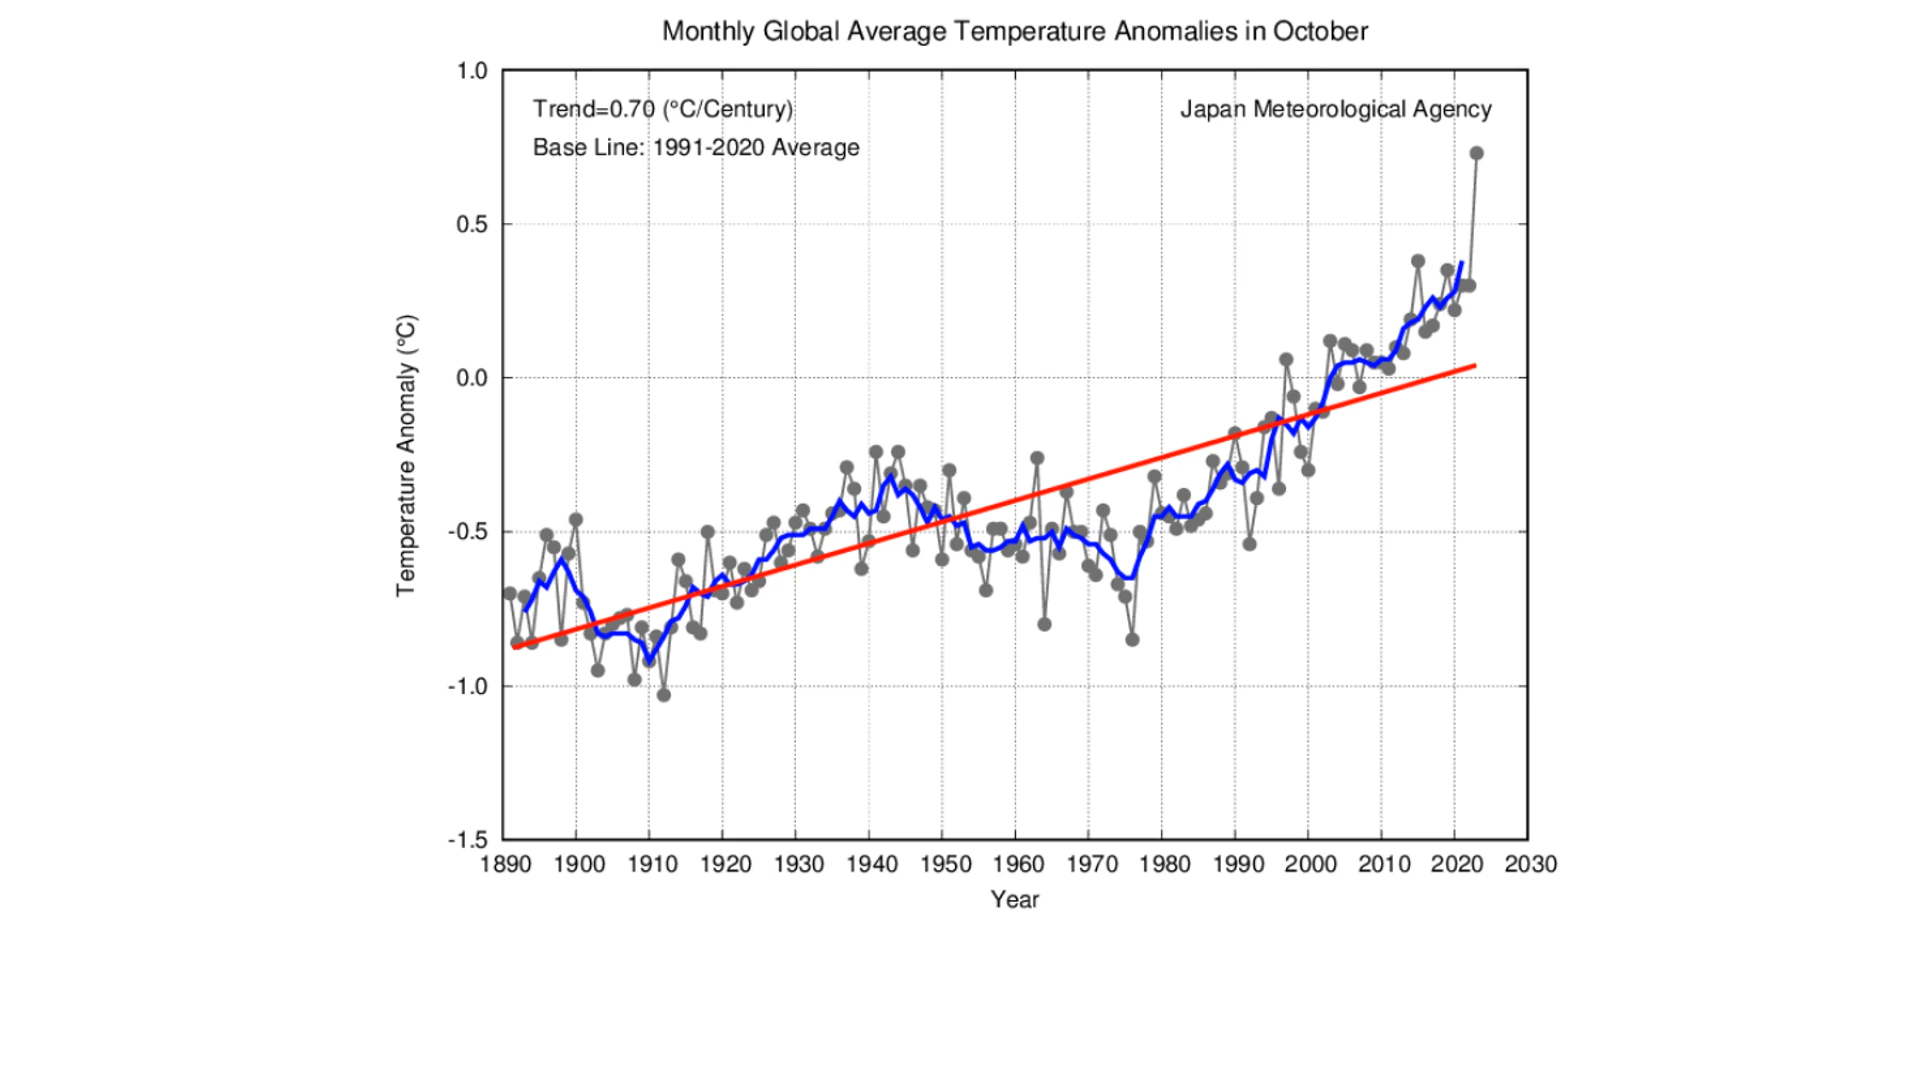 Monthly Global Average Temperature Anomalies in October
Trend=0.70 (°C/Century)
Japan Meteorological Agency
Base Line: 1991-2020 Average
1.0
0.5
0.0
-0.5
-1.0
-1.5
Temperature Anomaly (°C)
1890 1900 1910 1920 1930 1940 1950 1960 1970 1980 1990 2000 2010 2020 2030
Year